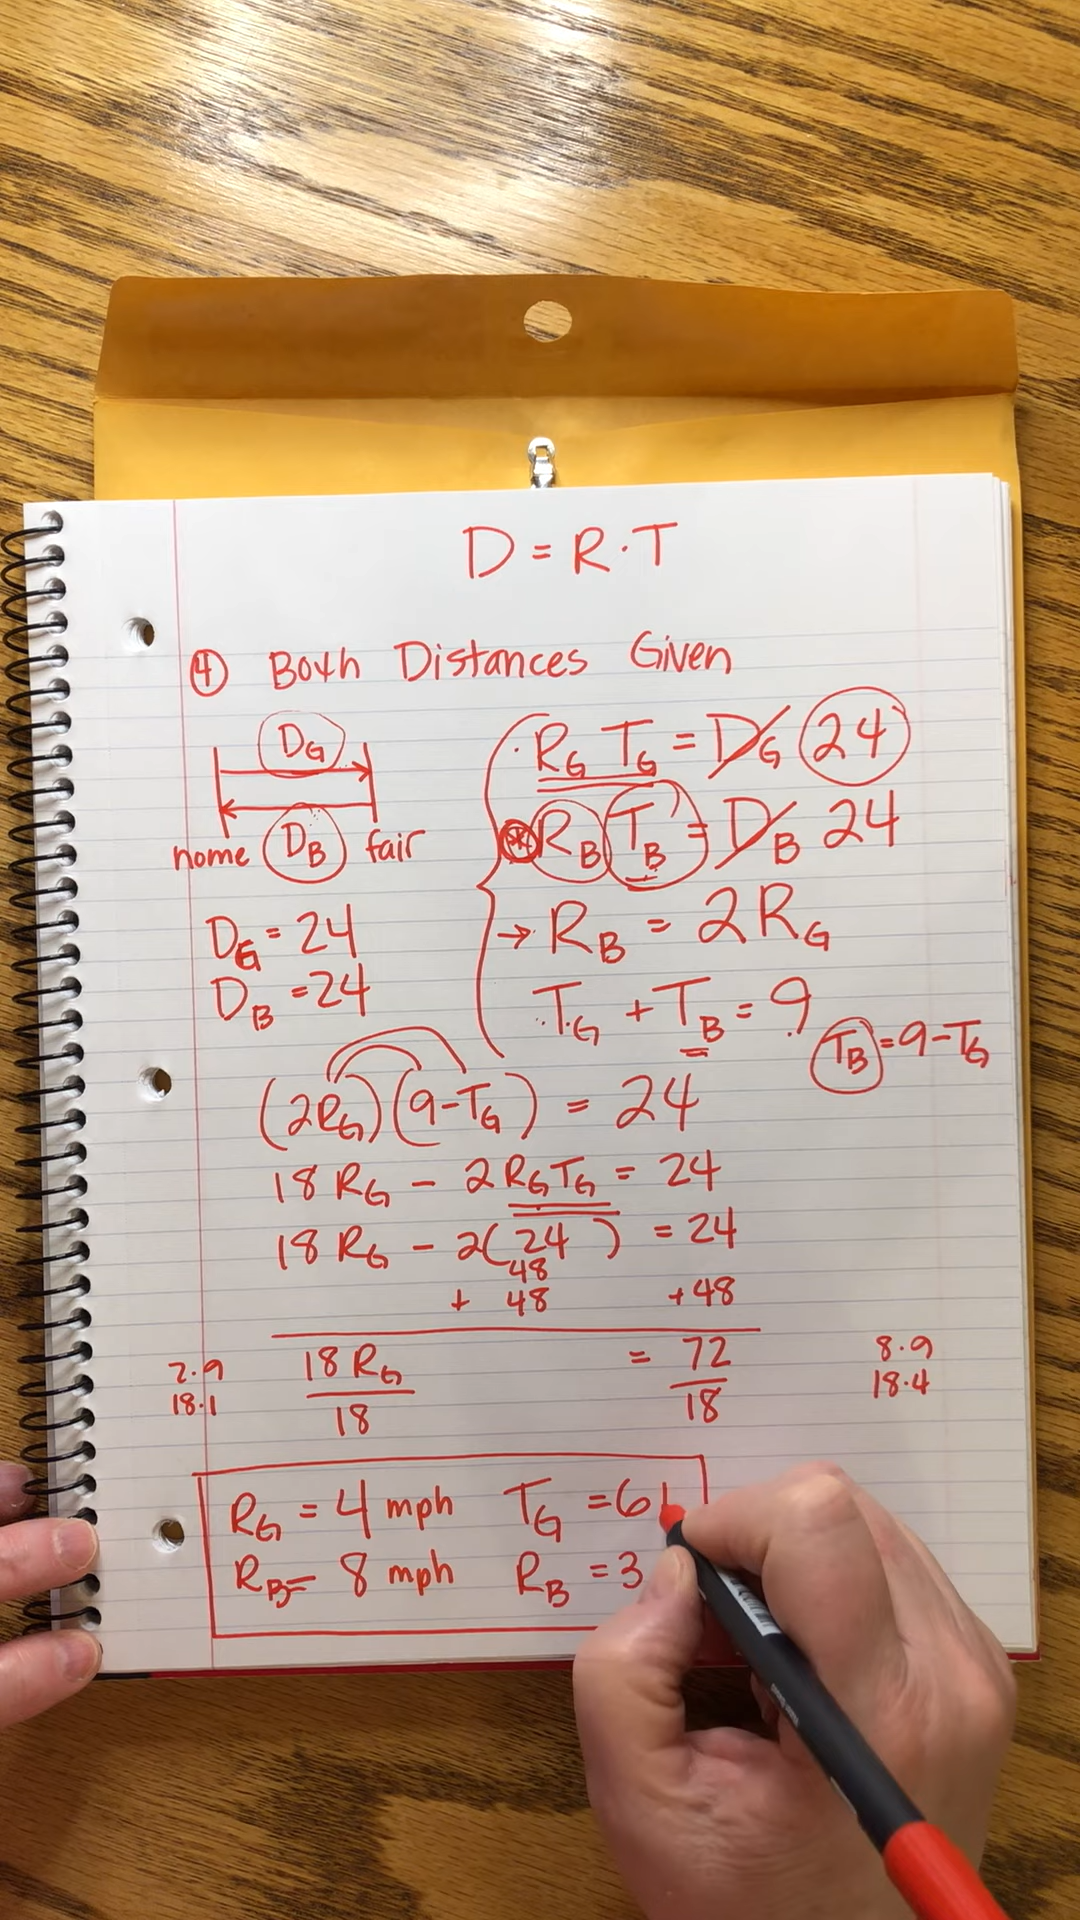 D = R · T
④ Both Distances Given
D_G
home D_B fair
D_G = 24
D_B = 24
R_G T_G = D_G 24
* R_B T_B = D_B 24
→ R_B = 2R_G
T_G + T_B = 9
T_B = 9 - T_G
(2R_G)(9 - T_G) = 24
18 R_G - 2 R_G T_G = 24
18 R_G - 2(24) = 24
48
+ 48 +48
2·9
18·1
18 R_G = 72
18 18
8·9
18·4
R_G = 4 mph T_G = 6
R_B = 8 mph R_B = 3